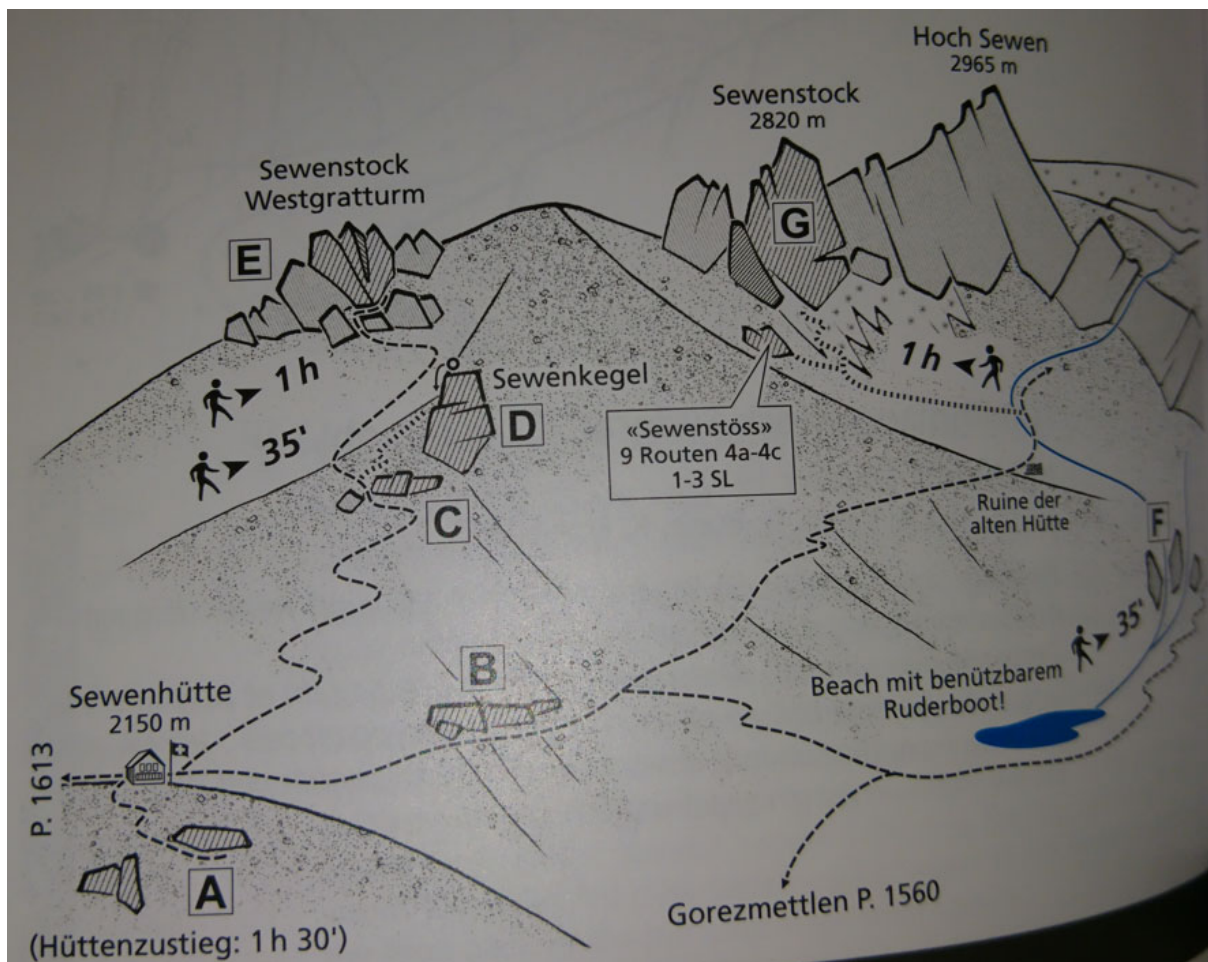 Hoch Sewen
2965 m
Sewenstock
2820 m
Sewenstock
Westgratturm
E
G
1 h
1 h
35'
Sewenkegel
D
«Sewenstöss»
9 Routen 4a-4c
1-3 SL
C
Ruine der
alten Hütte
F
35'
B
Beach mit benützbarem
Ruderboot!
Sewenhütte
2150 m
P. 1613
A
Gorezmettlen P. 1560
(Hüttenzustieg: 1 h 30')